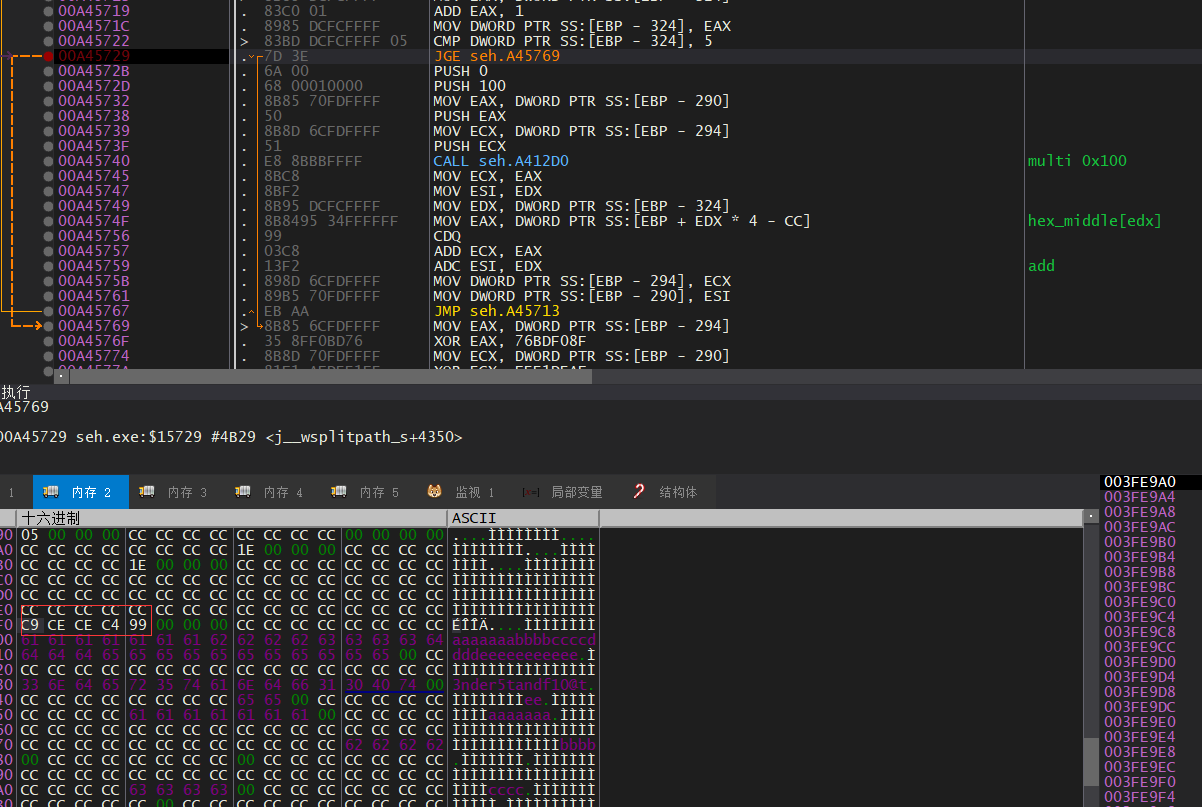 00A45719 . 83C0 01 ADD EAX, 1
00A4571C . 8985 DCFCFFFF MOV DWORD PTR SS:[EBP - 324], EAX
00A45722 > 83BD DCFCFFFF 05 CMP DWORD PTR SS:[EBP - 324], 5
00A45729 . 7D 3E JGE seh.A45769
00A4572B . 6A 00 PUSH 0
00A4572D . 68 00010000 PUSH 100
00A45732 . 8B85 70FDFFFF MOV EAX, DWORD PTR SS:[EBP - 290]
00A45738 . 50 PUSH EAX
00A45739 . 8B8D 6CFDFFFF MOV ECX, DWORD PTR SS:[EBP - 294]
00A4573F . 51 PUSH ECX
00A45740 . E8 8BBBFFFF CALL seh.A412D0 multi 0x100
00A45745 . 8BC8 MOV ECX, EAX
00A45747 . 8BF2 MOV ESI, EDX
00A45749 . 8B95 DCFCFFFF MOV EDX, DWORD PTR SS:[EBP - 324]
00A4574F . 8B8495 34FFFFFF MOV EAX, DWORD PTR SS:[EBP + EDX * 4 - CC] hex_middle[edx]
00A45756 . 99 CDQ
00A45757 . 03C8 ADD ECX, EAX
00A45759 . 13F2 ADC ESI, EDX add
00A4575B . 898D 6CFDFFFF MOV DWORD PTR SS:[EBP - 294], ECX
00A45761 . 89B5 70FDFFFF MOV DWORD PTR SS:[EBP - 290], ESI
00A45767 .^ EB AA JMP seh.A45713
00A45769 > 8B85 6CFDFFFF MOV EAX, DWORD PTR SS:[EBP - 294]
00A4576F . 35 8FF0BD76 XOR EAX, 76BDF08F
00A45774 . 8B8D 70FDFFFF MOV ECX, DWORD PTR SS:[EBP - 290]
执行
A45769
00A45729 seh.exe:$15729 #4B29 <j__wsplitpath_s+4350>
1 内存 2 内存 3 内存 4 内存 5 监视 1 [x=] 局部变量 结构体
十六进制 ASCII
90 05 00 00 00 CC CC CC CC CC CC CC CC 00 00 00 00 ....ÌÌÌÌÌÌÌÌ....
A0 CC CC CC CC CC CC CC CC 1E 00 00 00 CC CC CC CC ÌÌÌÌÌÌÌÌ....ÌÌÌÌ
B0 CC CC CC CC 1E 00 00 00 CC CC CC CC CC CC CC CC ÌÌÌÌ....ÌÌÌÌÌÌÌÌ
C0 CC CC CC CC CC CC CC CC CC CC CC CC CC CC CC CC ÌÌÌÌÌÌÌÌÌÌÌÌÌÌÌÌ
D0 CC CC CC CC CC CC CC CC CC CC CC CC CC CC CC CC ÌÌÌÌÌÌÌÌÌÌÌÌÌÌÌÌ
E0 CC CC CC CC CC CC CC CC CC CC CC CC CC CC CC CC ÌÌÌÌÌÌÌÌÌÌÌÌÌÌÌÌ
F0 C9 CE CE C4 99 00 00 00 CC CC CC CC CC CC CC CC ÉÎÎÄ....ÌÌÌÌÌÌÌÌ
00 61 61 61 61 61 61 61 62 62 62 62 63 63 63 63 64 aaaaaaabbbbccccd
10 64 64 64 65 65 65 65 65 65 65 65 65 65 65 00 CC dddeeeeeeeeeee.Ì
20 CC CC CC CC CC CC CC CC CC CC CC CC CC CC CC CC ÌÌÌÌÌÌÌÌÌÌÌÌÌÌÌÌ
30 33 6E 64 65 72 35 74 61 6E 64 66 31 30 40 74 00 3nder5tandf10@t.
40 CC CC CC CC CC CC CC CC 65 65 00 CC CC CC CC CC ÌÌÌÌÌÌÌÌee.ÌÌÌÌÌ
50 CC CC CC CC 61 61 61 61 61 61 61 00 CC CC CC CC ÌÌÌÌaaaaaaa.ÌÌÌÌ
60 CC CC CC CC CC CC CC CC CC CC CC CC CC CC CC CC ÌÌÌÌÌÌÌÌÌÌÌÌÌÌÌÌ
70 CC CC CC CC CC CC CC CC CC CC CC CC 62 62 62 62 ÌÌÌÌÌÌÌÌÌÌÌÌbbbb
80 00 CC CC CC CC CC CC CC 00 CC CC CC CC CC CC CC .ÌÌÌÌÌÌÌ.ÌÌÌÌÌÌÌ
90 CC CC CC CC CC CC CC CC CC CC CC CC CC CC CC CC ÌÌÌÌÌÌÌÌÌÌÌÌÌÌÌÌ
A0 CC CC CC CC 63 63 63 63 00 CC CC CC CC CC CC CC ÌÌÌÌcccc.ÌÌÌÌÌÌÌ
003FE9A0
003FE9A4
003FE9A8
003FE9AC
003FE9B0
003FE9B4
003FE9B8
003FE9BC
003FE9C0
003FE9C4
003FE9C8
003FE9CC
003FE9D0
003FE9D4
003FE9D8
003FE9DC
003FE9E0
003FE9E4
003FE9E8
003FE9EC
003FE9F0
003FE9F4